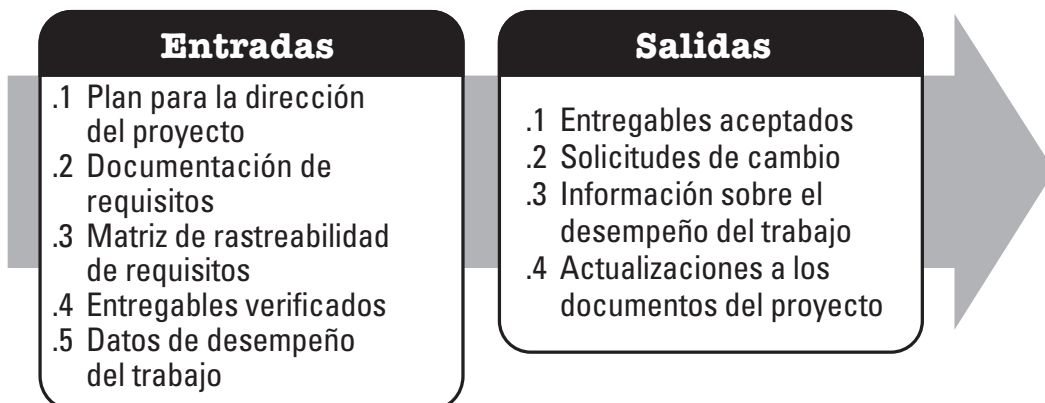 Entradas
.1 Plan para la dirección
del proyecto
.2 Documentación de
requisitos
.3 Matriz de rastreabilidad
de requisitos
.4 Entregables verificados
.5 Datos de desempeño
del trabajo
Salidas
.1 Entregables aceptados
.2 Solicitudes de cambio
.3 Información sobre el
desempeño del trabajo
.4 Actualizaciones a los
documentos del proyecto